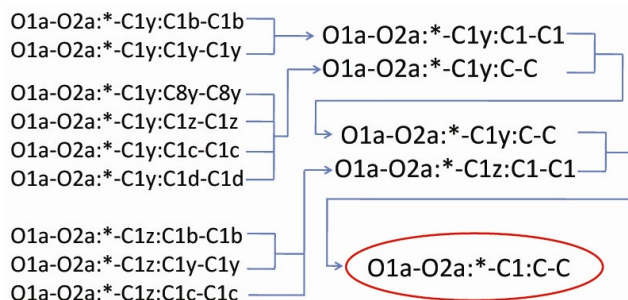 O1a-O2a:*-C1y:C1b-C1b
O1a-O2a:*-C1y:C1y-C1y
O1a-O2a:*-C1y:C8y-C8y
O1a-O2a:*-C1y:C1z-C1z
O1a-O2a:*-C1y:C1c-C1c
O1a-O2a:*-C1y:C1d-C1d
O1a-O2a:*-C1z:C1b-C1b
O1a-O2a:*-C1z:C1y-C1y
O1a-O2a:*-C1z:C1c-C1c
O1a-O2a:*-C1y:C1-C1
O1a-O2a:*-C1y:C-C
O1a-O2a:*-C1y:C-C
O1a-O2a:*-C1z:C1-C1
O1a-O2a:*-C1:C-C